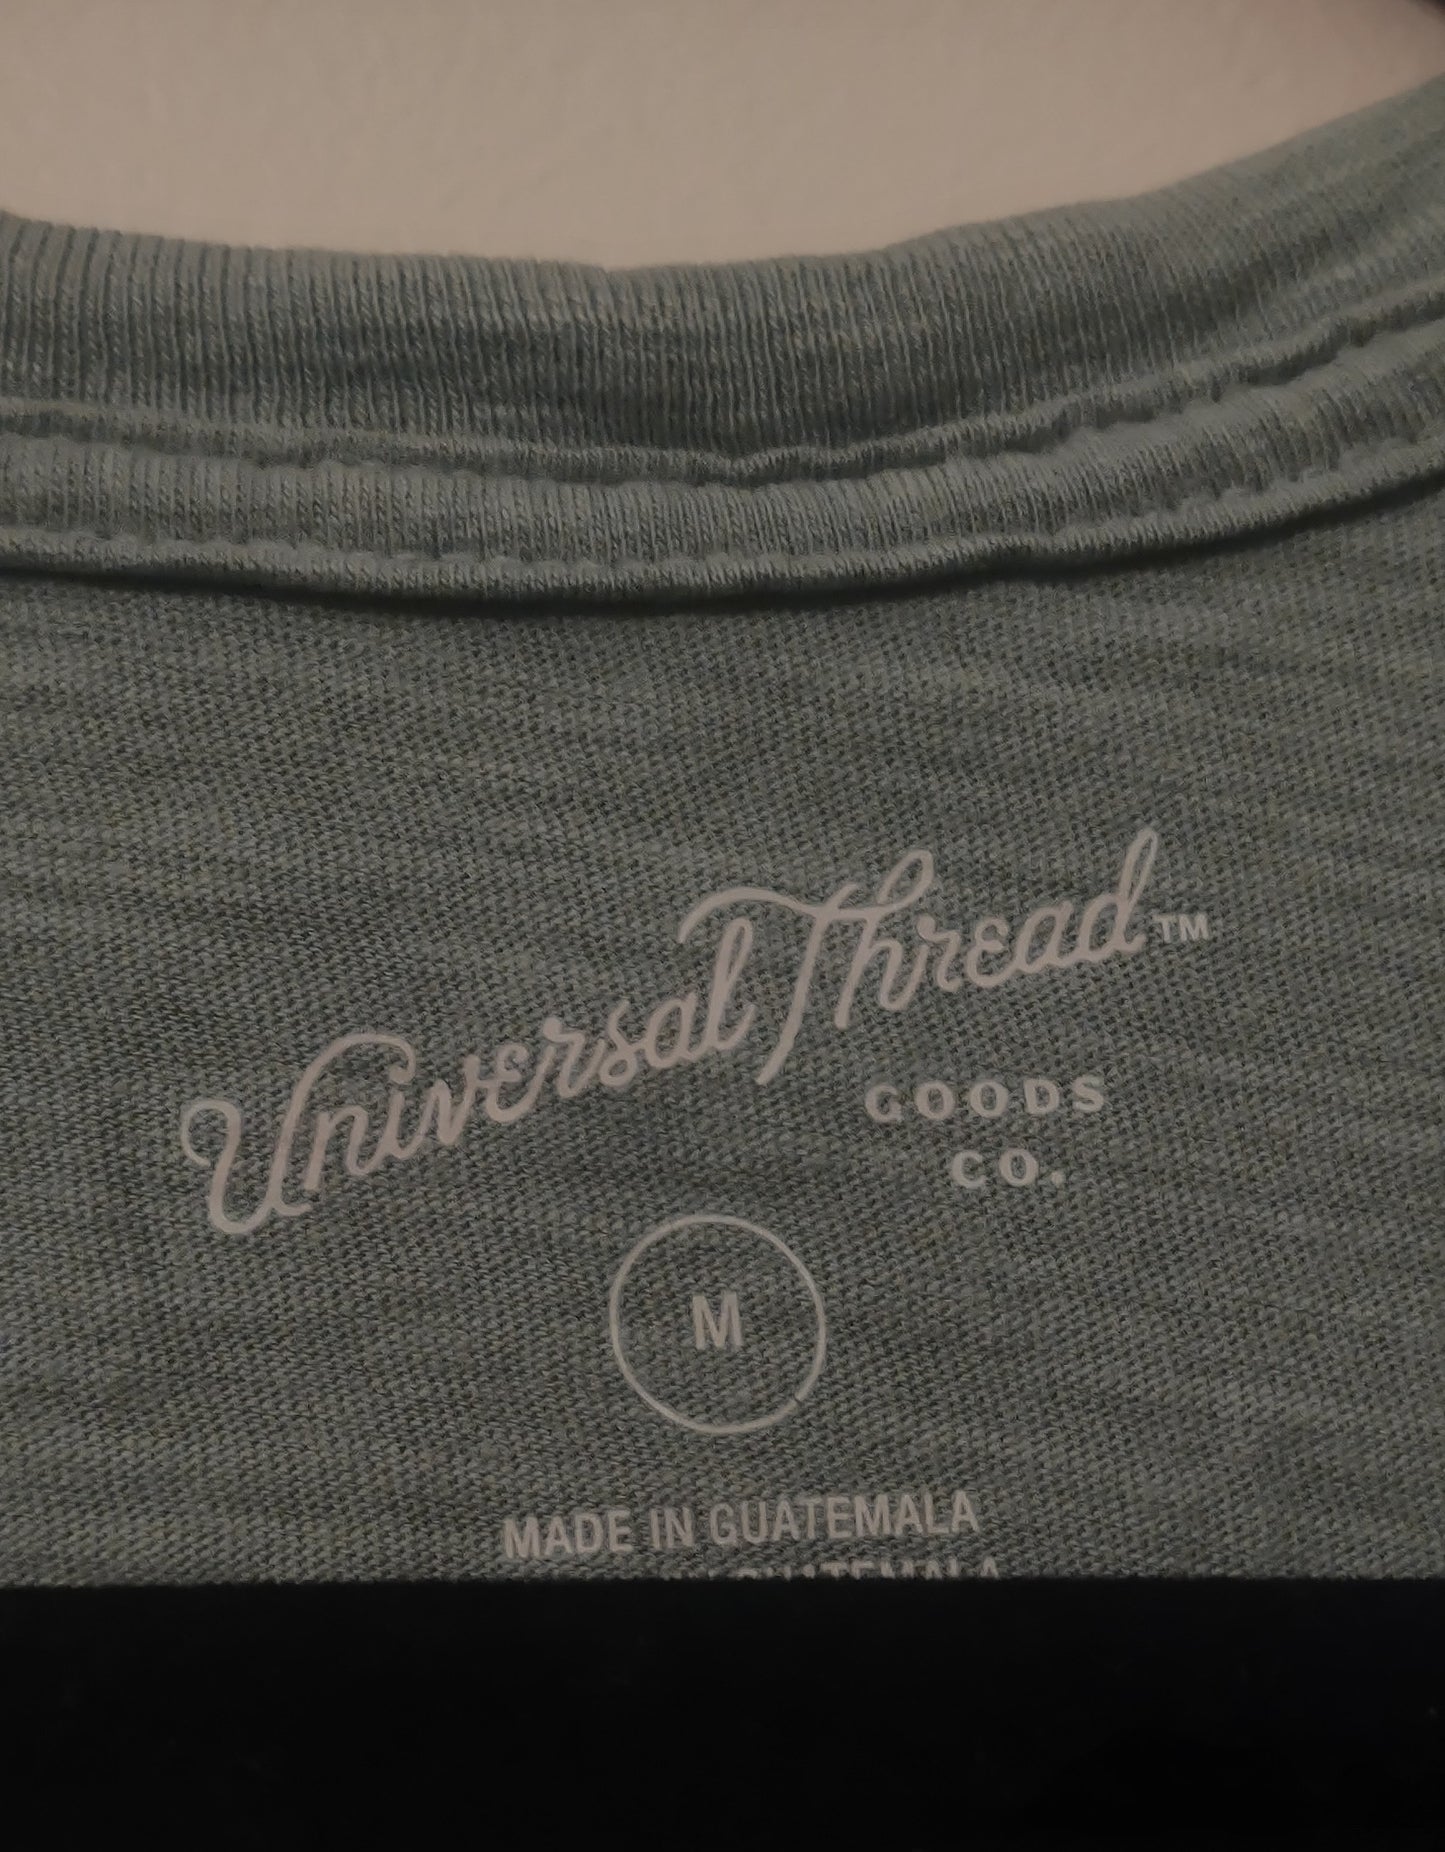 Universal Thread™
GOODS
CO.
M
MADE IN GUATEMALA